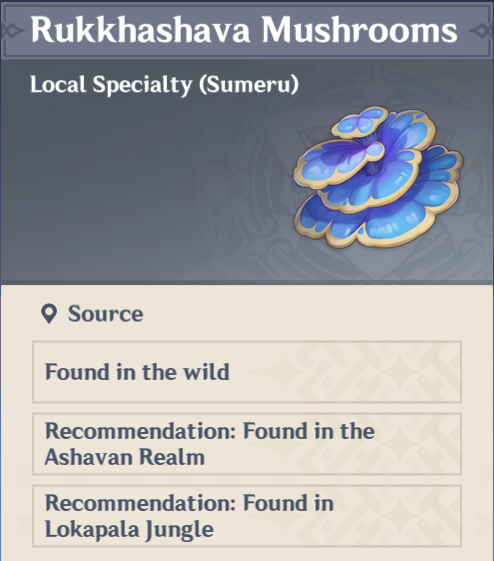 Rukkhashava Mushrooms
Local Specialty (Sumeru)
Source
Found in the wild
Recommendation: Found in the
Ashavan Realm
Recommendation: Found in
Lokapala Jungle